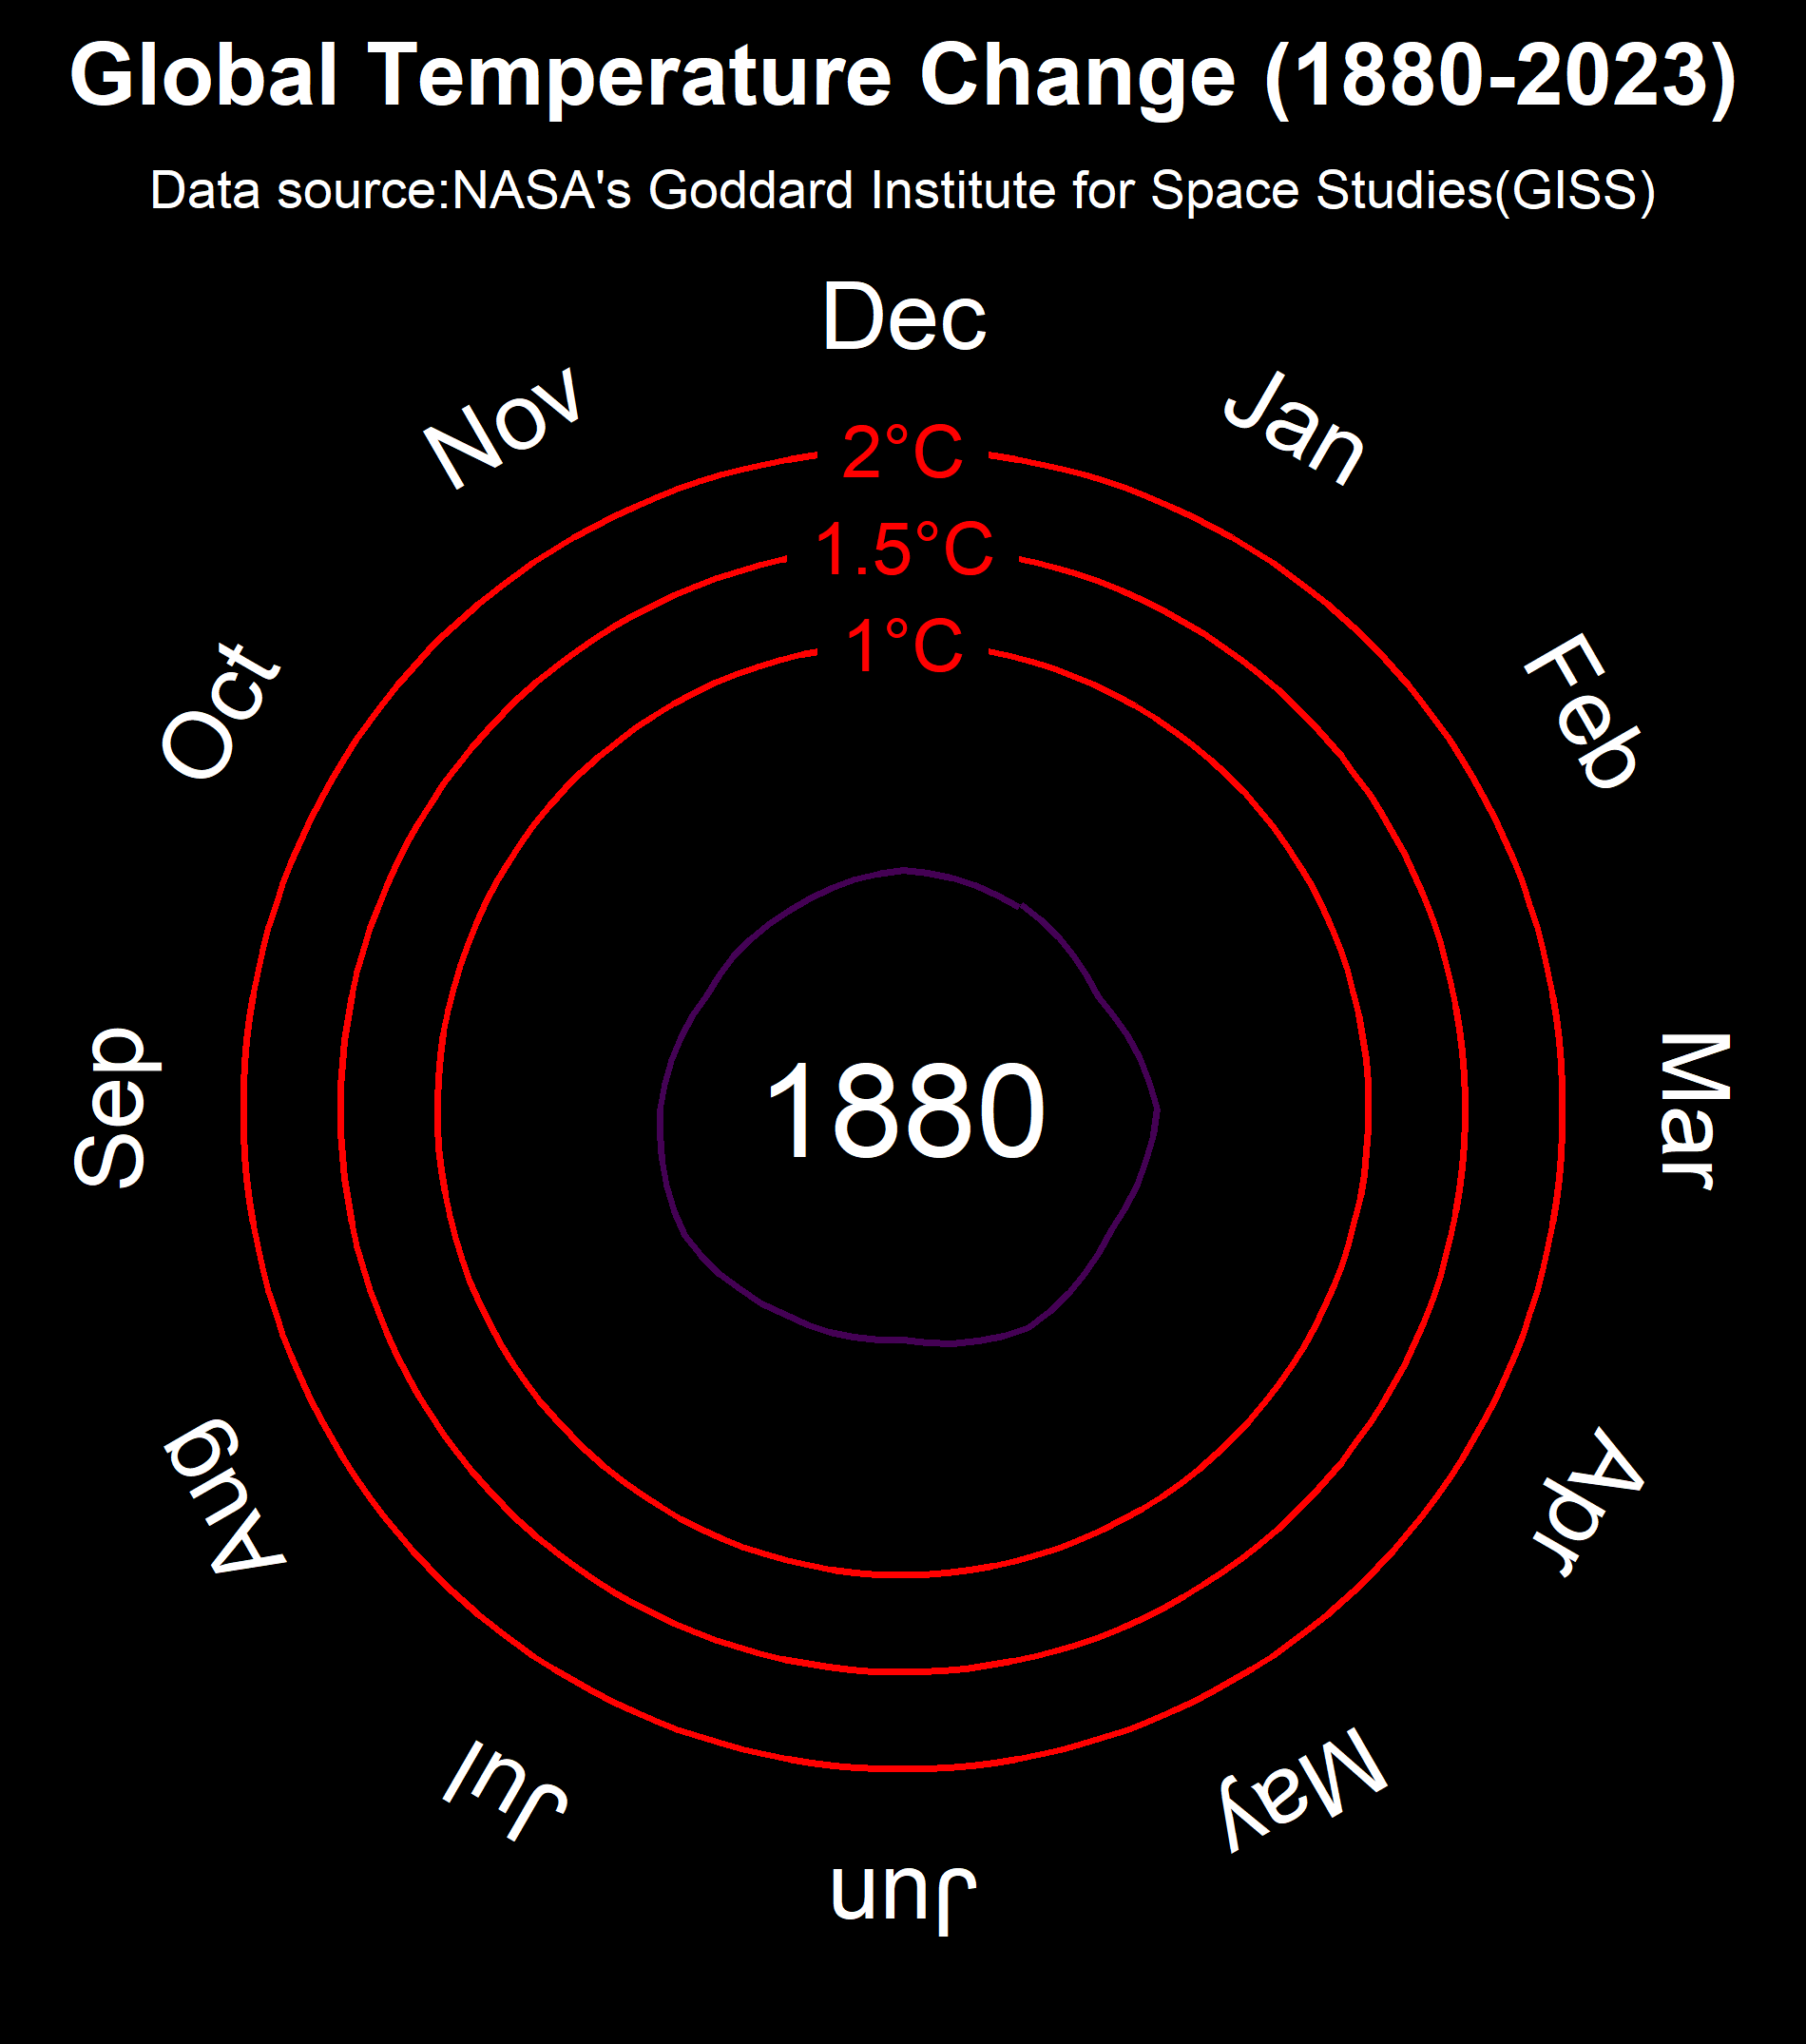 Global Temperature Change (1880-2023)
Data source:NASA's Goddard Institute for Space Studies(GISS)
Dec
Jan
Feb
Mar
Apr
May
Jun
Jul
Aug
Sep
Oct
Nov
2°C
1.5°C
1°C
1880